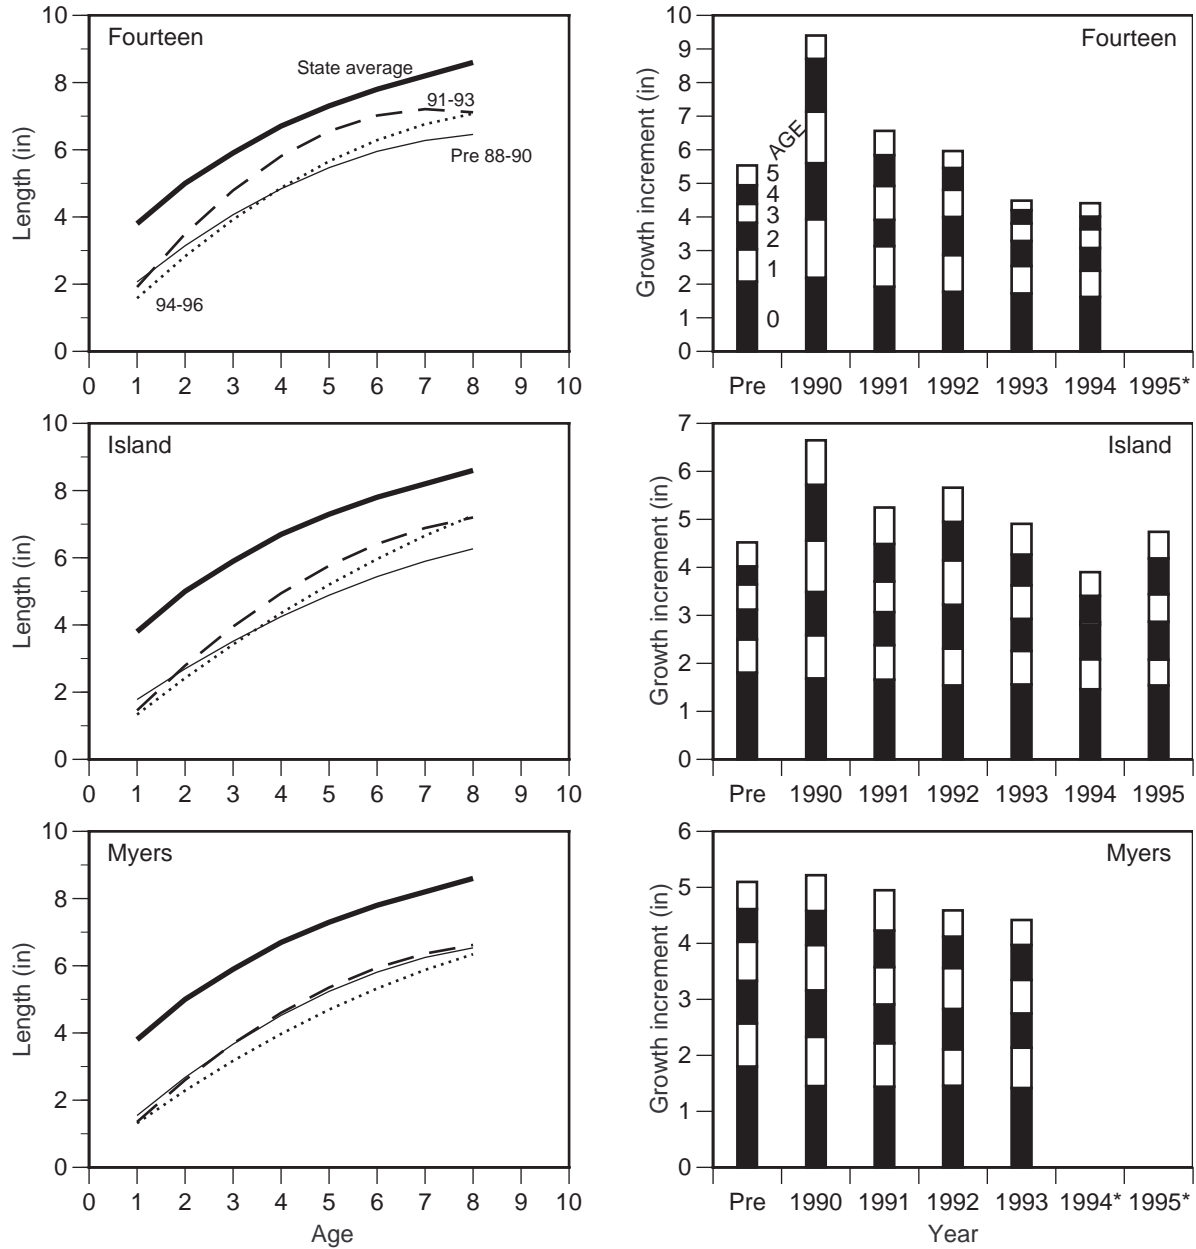 Fourteen
State average
91-93
Pre 88-90
94-96
Length (in)
10
8
6
4
2
0
0 1 2 3 4 5 6 7 8 9 10
Fourteen
AGE
5
4
3
2
1
0
Growth increment (in)
10
9
8
7
6
5
4
3
2
1
0
Pre 1990 1991 1992 1993 1994 1995*
Island
Length (in)
10
8
6
4
2
0
0 1 2 3 4 5 6 7 8 9 10
Island
Growth increment (in)
7
6
5
4
3
2
1
0
Pre 1990 1991 1992 1993 1994 1995
Myers
Length (in)
10
8
6
4
2
0
0 1 2 3 4 5 6 7 8 9 10
Age
Myers
Growth increment (in)
6
5
4
3
2
1
0
Pre 1990 1991 1992 1993 1994* 1995*
Year